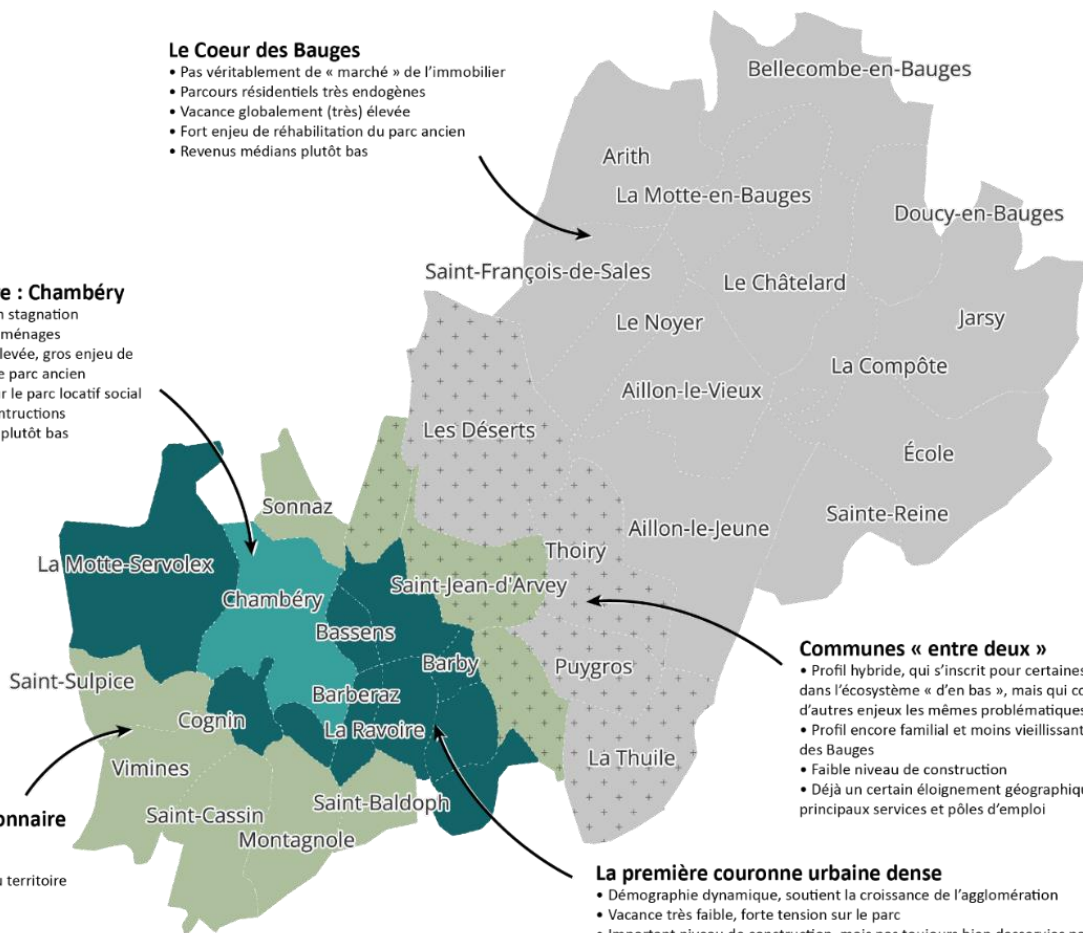 Le Coeur des Bauges
• Pas véritablement de « marché » de l'immobilier
• Parcours résidentiels très endogènes
• Vacance globalement (très) élevée
• Fort enjeu de réhabilitation du parc ancien
• Revenus médians plutôt bas
Bellecombe-en-Bauges
Arith
La Motte-en-Bauges
Doucy-en-Bauges
Saint-François-de-Sales
Le Châtelard
: Chambéry
stagnation
ménages
gros enjeu de
parc ancien
le parc locatif social
plutôt bas
Le Noyer
Jarsy
La Compôte
Aillon-le-Vieux
Les Déserts
École
Sonnaz
Sainte-Reine
Aillon-le-Jeune
La Motte-Servolex
Thoiry
Saint-Jean-d'Arvey
Chambéry
Bassens
Barby
Puygros
Saint-Sulpice
Barberaz
Cognin
La Ravoire
Vimines
La Thuile
Saint-Cassin
Saint-Baldoph
Montagnole
Communes « entre deux »
• Profil hybride, qui s'inscrit pour certaines
dans l'écosystème « d'en bas », mais qui
d'autres enjeux les mêmes problématiques
• Profil encore familial et moins vieillissant
des Bauges
• Faible niveau de construction
• Déjà un certain éloignement
principaux services et pôles d'emploi
territoire
La première couronne urbaine dense
• Démographie dynamique, soutient la croissance de l'agglomération
• Vacance très faible, forte tension sur le parc